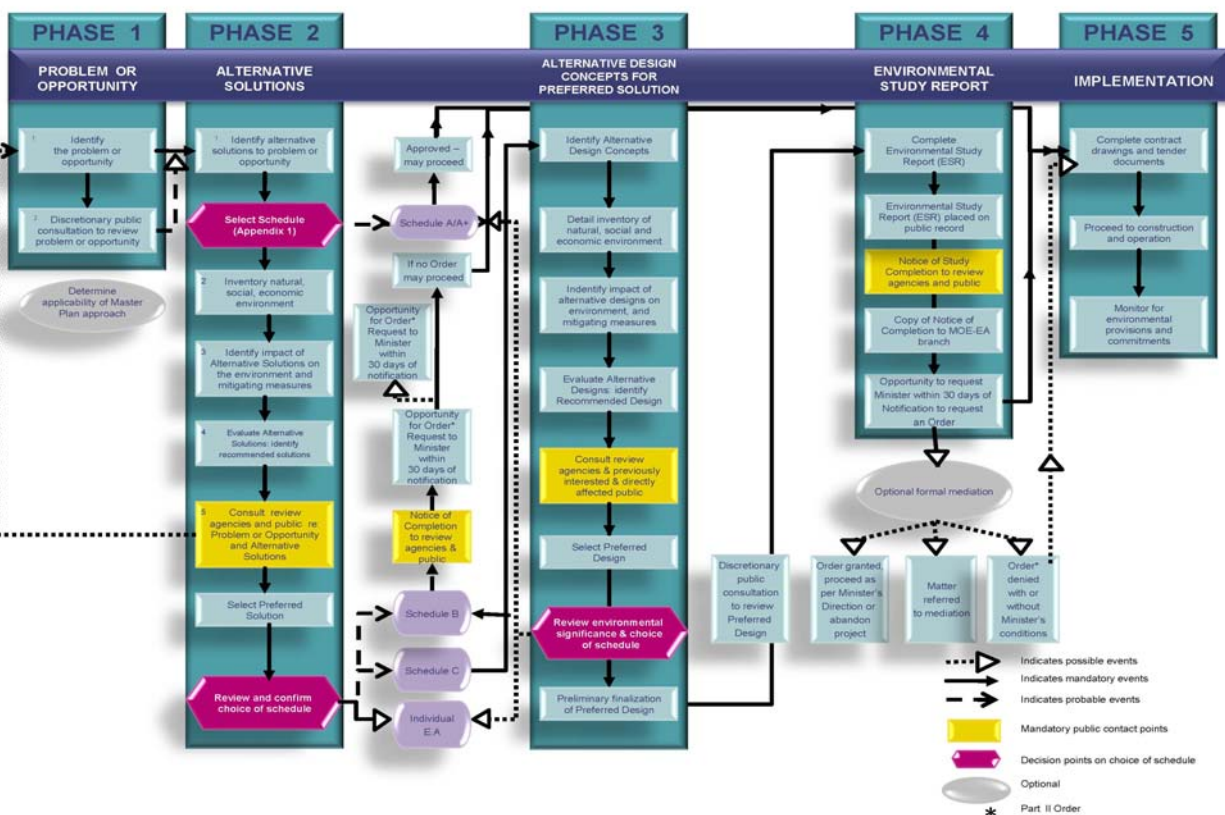 PHASE 1
PROBLEM OR
OPPORTUNITY
1
Identify
the problem or
opportunity
2
Discretionary public
consultation to review
problem or opportunity
Determine
applicability of Master
Plan approach
PHASE 2
ALTERNATIVE
SOLUTIONS
1
Identify alternative
solutions to problem or
opportunity
Select Schedule
(Appendix 1)
2
Inventory natural,
social, economic
environment
3
Identify impact of
Alternative Solutions on
the environment and
mitigating measures
4
Evaluate Alternative
Solutions: identify
recommended solutions
5
Consult review
agencies and public re:
Problem or Opportunity
and Alternative
Solutions
Select Preferred
Solution
Review and confirm
choice of schedule
Approved –
may proceed
Schedule A/A+
If no Order
may proceed
Opportunity
for Order*
Request to
Minister
within
30 days of
notification
Opportunity
for Order*
Request to
Minister
within
30 days of
notification
Notice of
Completion
to review
agencies &
public
Schedule B
Schedule C
Individual
E.A
PHASE 3
ALTERNATIVE DESIGN
CONCEPTS FOR
PREFERRED SOLUTION
Identify Alternative
Design Concepts
Detail inventory of
natural, social and
economic environment
Indentify impact of
alternative designs on
environment, and
mitigating measures
Evaluate Alternative
Designs: identify
Recommended Design
Consult review
agencies & previously
interested & directly
affected public
Select Preferred
Design
Review environmental
significance & choice
of schedule
Preliminary finalization
of Preferred Design
Discretionary
public
consultation
to review
Preferred
Design
PHASE 4
ENVIRONMENTAL
STUDY REPORT
Complete
Environmental Study
Report (ESR)
Environmental Study
Report (ESR) placed on
public record
Notice of Study
Completion to review
agencies and public
Copy of Notice of
Completion to MOE-EA
branch
Opportunity to request
Minister within 30 days of
Notification to request
an Order
Optional formal mediation
Order granted,
proceed as
per Minister's
Direction or
abandon
project
Matter
referred
to mediation
Order*
denied with
or without
Minister's
conditions
PHASE 5
IMPLEMENTATION
Complete contract
drawings and tender
documents
Proceed to construction
and operation
Monitor for
environmental
provisions and
commitments
Indicates possible events
Indicates mandatory events
Indicates probable events
Mandatory public contact points
Decision points on choice of schedule
Optional
* Part II Order